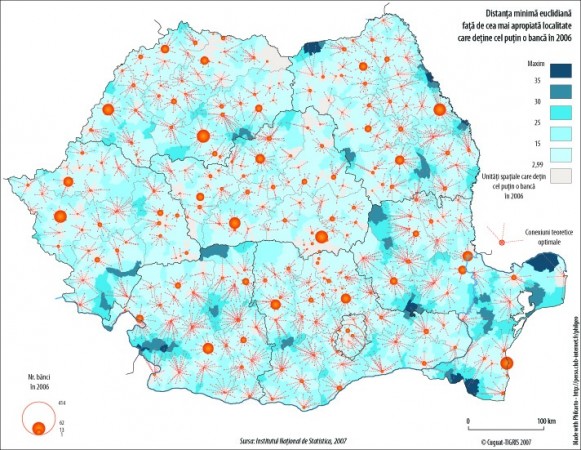 Distanța minimă euclidiană
față de cea mai apropiată localitate
care deține cel puțin o bancă în 2006
Maxim
35
30
25
15
2,99
Unități spațiale care dețin
cel puțin o bancă
în 2006
Conexiuni teoretice
optimale
Nr. bănci
în 2006
414
62
13
1
0
100 km
Sursa: Institutul Național de Statistica, 2007
© Cuguat-TIGRIS 2007
Made with Philcarto - http://perso.club-internet.fr/philgeo